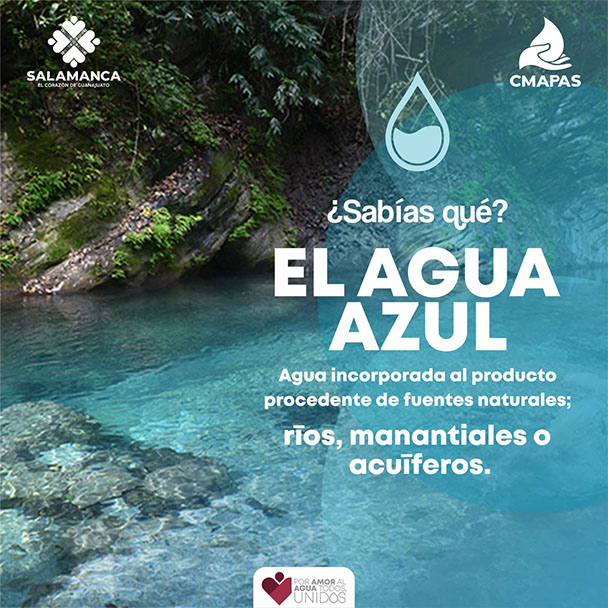 SALAMANCA
EL CORAZÓN DE GUANAJUATO
CMAPAS
¿Sabías qué?
EL AGUA
AZUL
Agua incorporada al producto
procedente de fuentes naturales;
rīos, manantiales o
acuīferos.
POR AMOR AL
AGUA TODOS,
UNIDOS